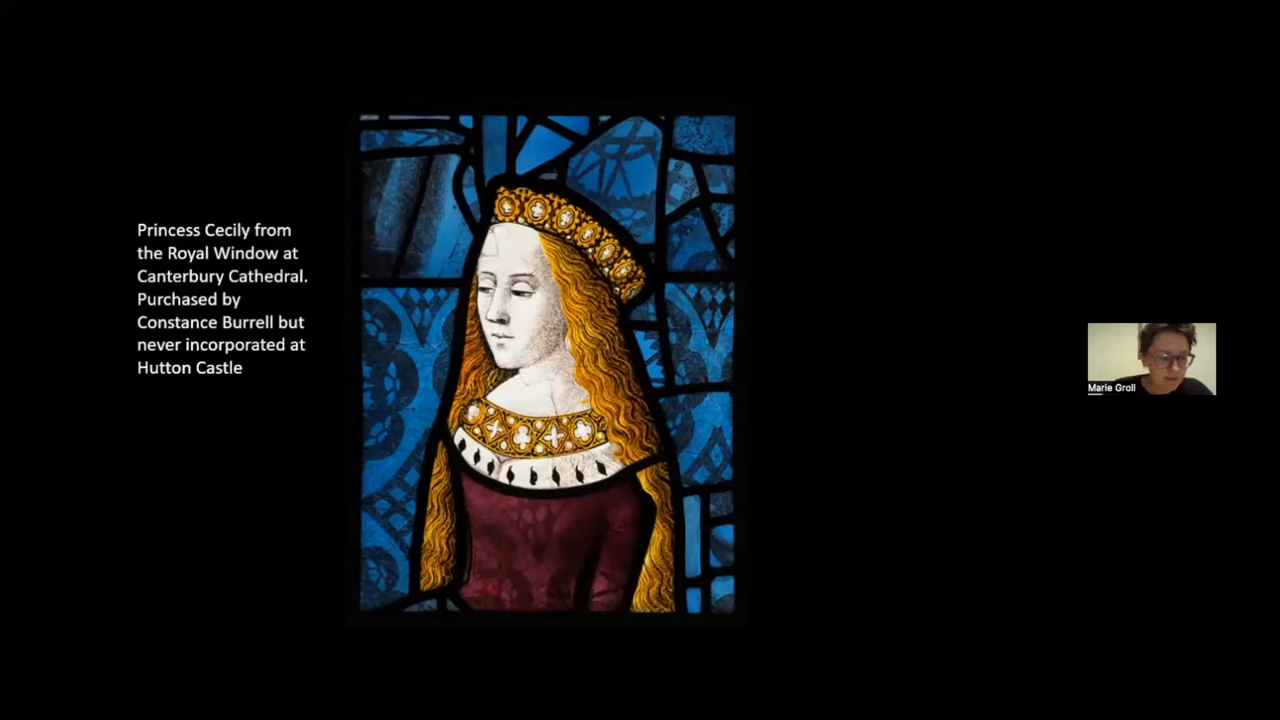 Princess Cecily from
the Royal Window at
Canterbury Cathedral.
Purchased by
Constance Burrell but
never incorporated at
Hutton Castle
Marie Groll